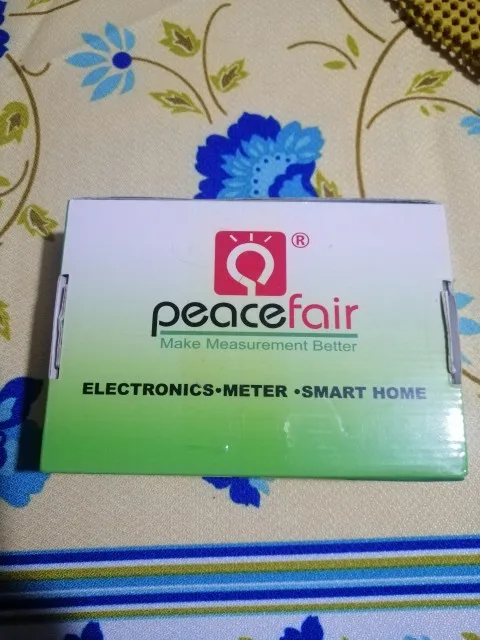 ®
peacefair
Make Measurement Better
ELECTRONICS•METER •SMART HOME